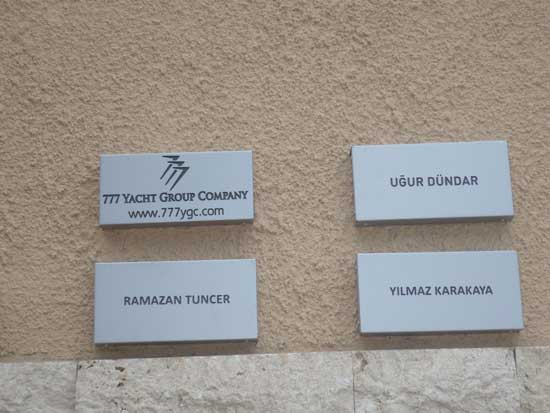 777 YACHT GROUP COMPANY
www.777ygc.com
UĞUR DÜNDAR
RAMAZAN TUNCER
YILMAZ KARAKAYA